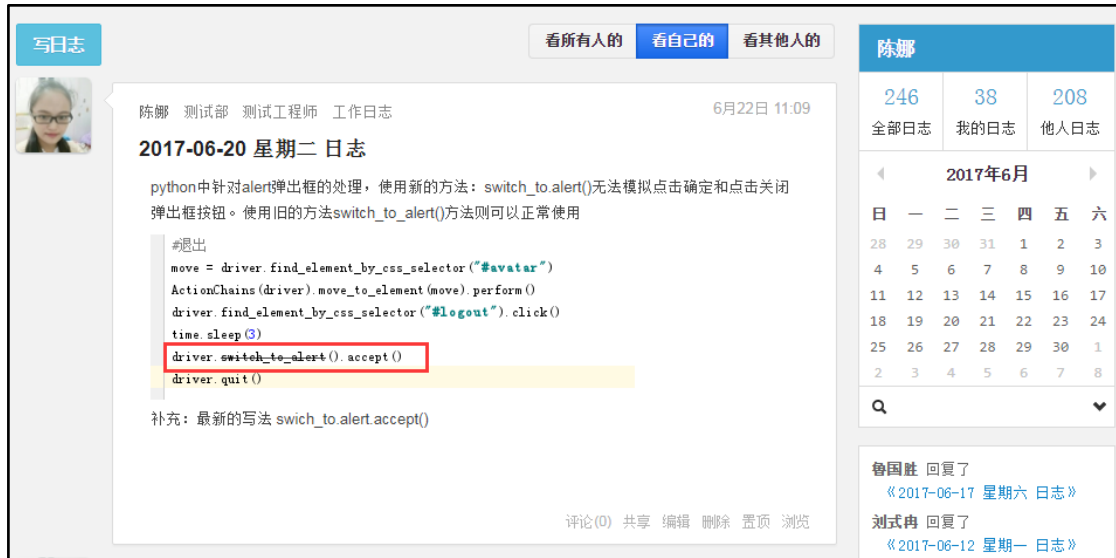 写日志
看所有人的 看自己的 看其他人的
陈娜 测试部 测试工程师 工作日志 6月22日 11:09
2017-06-20 星期二 日志
python中针对alert弹出框的处理，使用新的方法：switch_to.alert()无法模拟点击确定和点击关闭
弹出框按钮。使用旧的方法switch_to_alert()方法则可以正常使用
#退出
move = driver.find_element_by_css_selector("#avatar")
ActionChains(driver).move_to_element(move).perform()
driver.find_element_by_css_selector("#logout").click()
time.sleep(3)
driver.switch_to_alert().accept()
driver.quit()
补充：最新的写法 swich_to.alert.accept()
评论(0) 共享 编辑 删除 置顶 浏览
陈娜
246 38 208
全部日志 我的日志 他人日志
2017年6月
日 一 二 三 四 五 六
28 29 30 31 1 2 3
4 5 6 7 8 9 10
11 12 13 14 15 16 17
18 19 20 21 22 23 24
25 26 27 28 29 30 1
2 3 4 5 6 7 8
鲁国胜 回复了
《2017-06-17 星期六 日志》
刘式冉 回复了
《2017-06-12 星期一 日志》